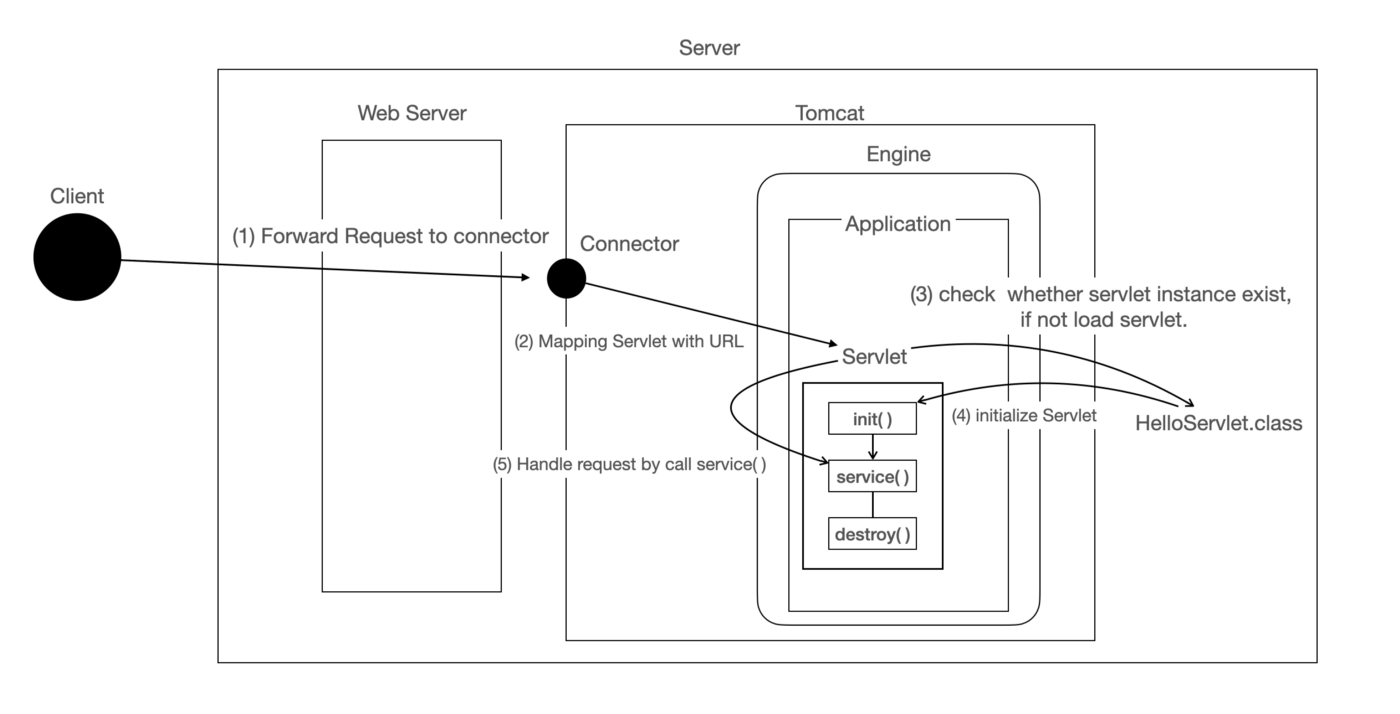 Server
Web Server
Tomcat
Engine
Client
Application
(1) Forward Request to connector
Connector
(3) check  whether servlet instance exist,
if not load servlet.
(2) Mapping Servlet with URL
Servlet
init( )
(4) initialize Servlet
HelloServlet.class
(5) Handle request by call service( )
service( )
destroy( )